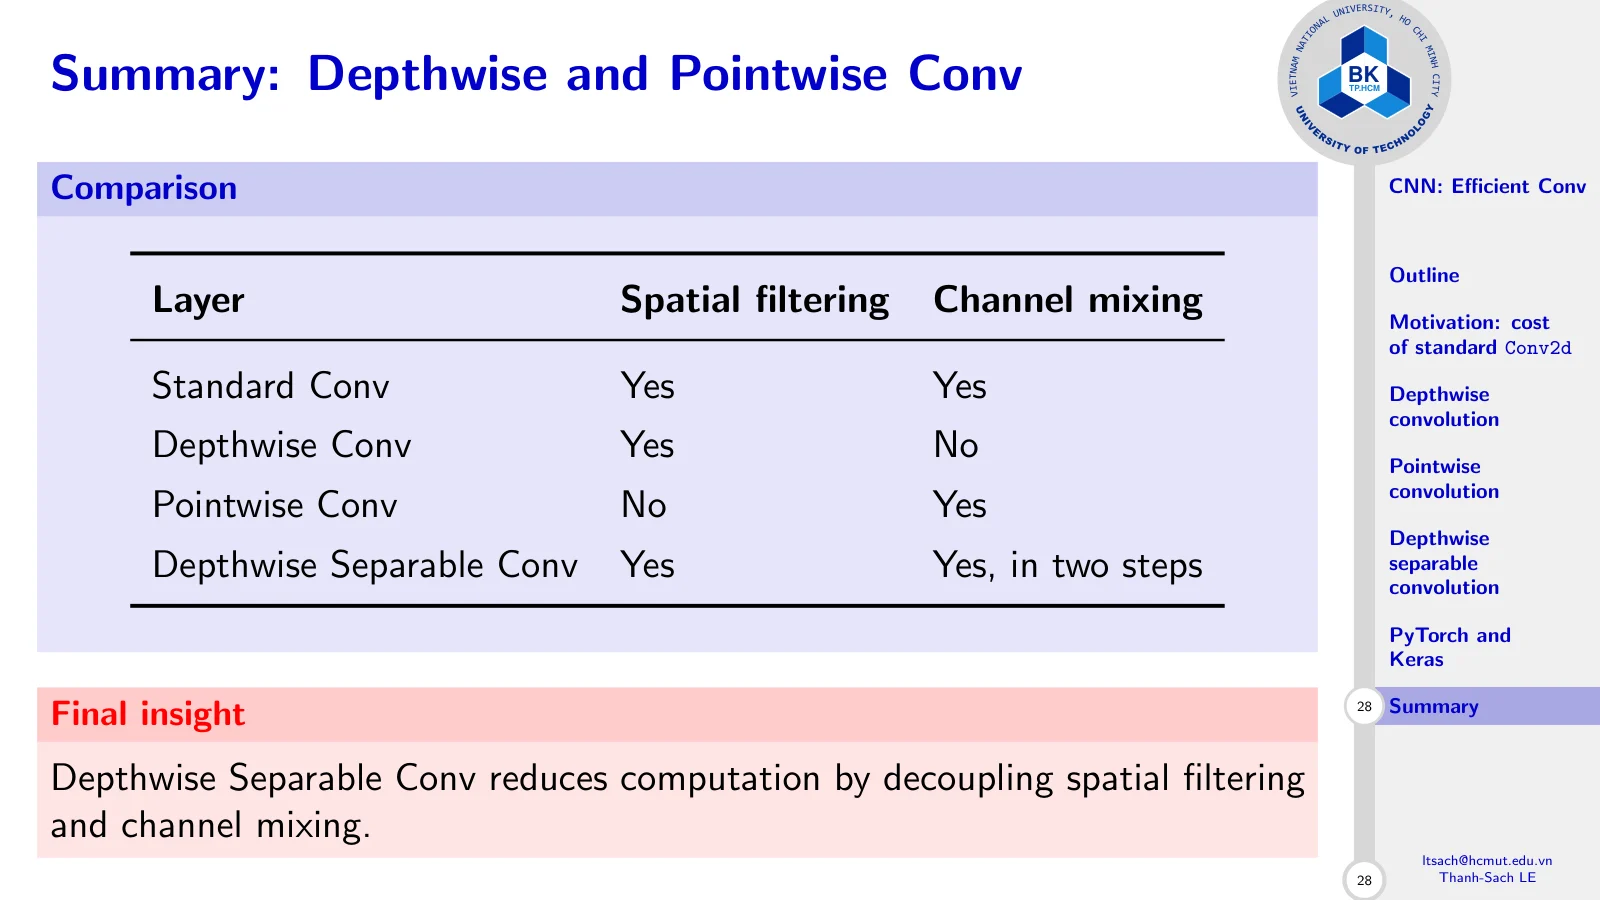 Summary: Depthwise and Pointwise Conv
VIETNAM NATIONAL UNIVERSITY, HO CHI MINH CITY
BK
TP.HCM
UNIVERSITY OF TECHNOLOGY
Comparison
Layer Spatial filtering Channel mixing
Standard Conv Yes Yes
Depthwise Conv Yes No
Pointwise Conv No Yes
Depthwise Separable Conv Yes Yes, in two steps
Final insight
Depthwise Separable Conv reduces computation by decoupling spatial filtering
and channel mixing.
CNN: Efficient Conv
Outline
Motivation: cost
of standard Conv2d
Depthwise
convolution
Pointwise
convolution
Depthwise
separable
convolution
PyTorch and
Keras
28 Summary
ltsach@hcmut.edu.vn
Thanh-Sach LE
28